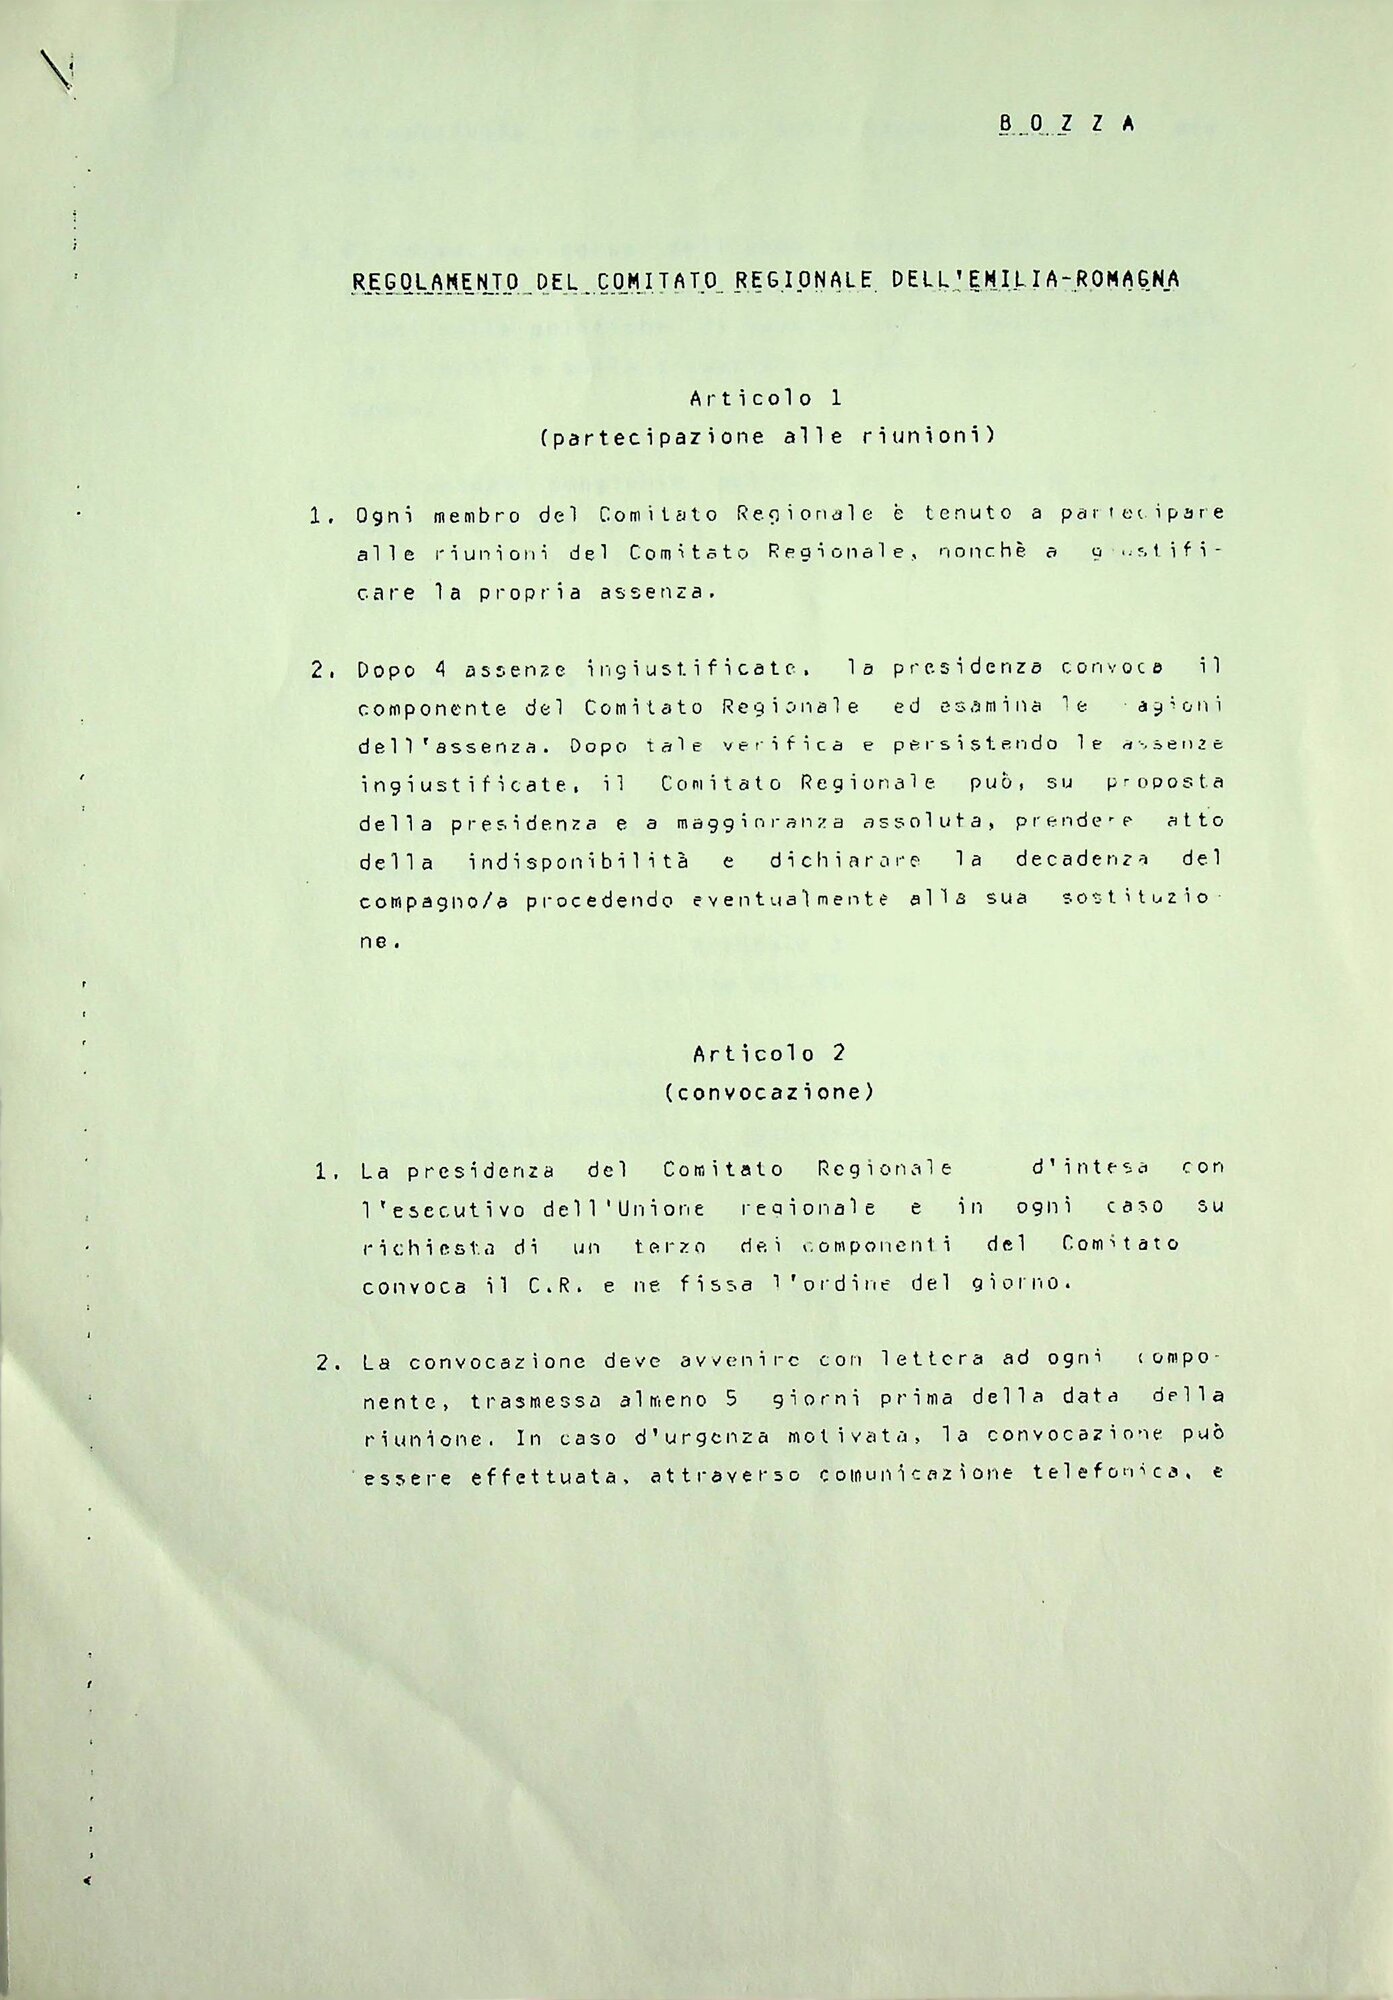 B O Z Z A
REGOLAMENTO DEL COMITATO REGIONALE DELL'EMILIA-ROMAGNA
Articolo 1
(partecipazione alle riunioni)
1. Ogni membro del Comitato Regionale è tenuto a partecipare
alle riunioni del Comitato Regionale, nonchè a giustifi-
care la propria assenza.
2. Dopo 4 assenze ingiustificate, la presidenza convoca il
componente del Comitato Regionale ed esamina le ragioni
dell'assenza. Dopo tale verifica e persistendo le assenze
ingiustificate, il Comitato Regionale può, su proposta
della presidenza e a maggioranza assoluta, prendere atto
della indisponibilità e dichiarare la decadenza del
compagno/a procedendo eventualmente alla sua sostituzio-
ne.
Articolo 2
(convocazione)
1. La presidenza del Comitato Regionale d'intesa con
l'esecutivo dell'Unione regionale e in ogni caso su
richiesta di un terzo dei componenti del Comitato
convoca il C.R. e ne fissa l'ordine del giorno.
2. La convocazione deve avvenire con lettera ad ogni compo-
nente, trasmessa almeno 5 giorni prima della data della
riunione. In caso d'urgenza motivata, la convocazione può
essere effettuata, attraverso comunicazione telefonica, e